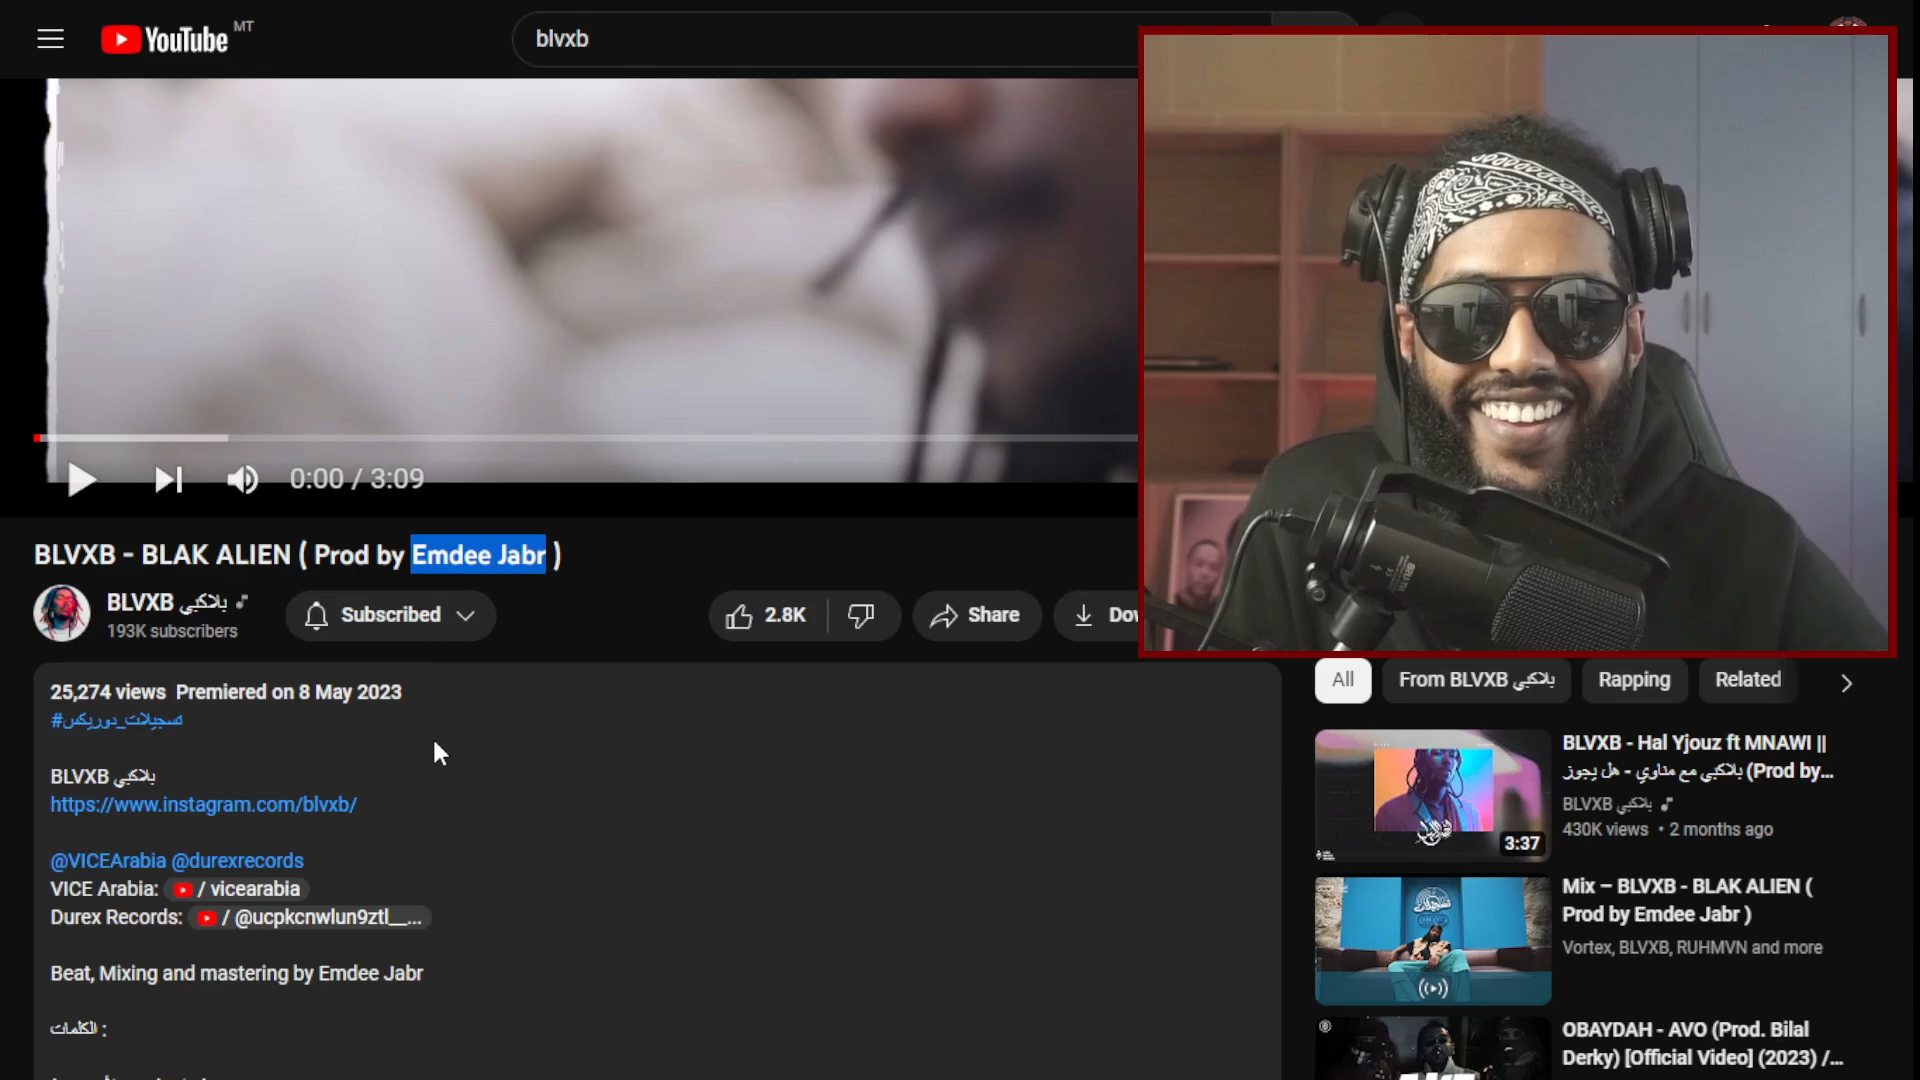 YouTube MT
blvxb
0:00 / 3:09
BLVXB - BLAK ALIEN ( Prod by Emdee Jabr )
BLVXB بلاكبي
193K subscribers
Subscribed
2.8K
Share
Dow
25,274 views Premiered on 8 May 2023
#تسجيلات_دوريكس
BLVXB بلاكبي
https://www.instagram.com/blvxb/
@VICEArabia @durexrecords
VICE Arabia: / vicearabia
Durex Records: / @ucpkcnwlun9ztl__...
Beat, Mixing and mastering by Emdee Jabr
الكلمات :
All
From BLVXB بلاكبي
Rapping
Related
3:37
BLVXB - Hal Yjouz ft MNAWI ||
بلاكبي مع مناوي - هل يجوز (Prod by...
BLVXB بلاكبي
430K views • 2 months ago
Mix – BLVXB - BLAK ALIEN (
Prod by Emdee Jabr )
Vortex, BLVXB, RUHMVN and more
OBAYDAH - AVO (Prod. Bilal
Derky) [Official Video] (2023) /...